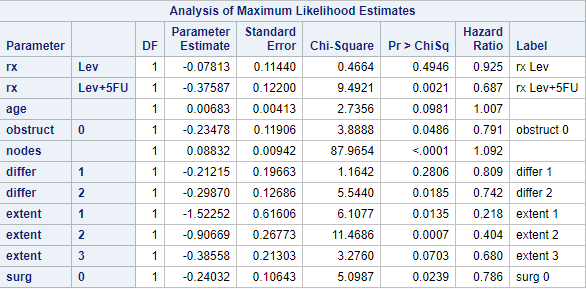 Analysis of Maximum Likelihood Estimates
Parameter DF Parameter Estimate Standard Error Chi-Square Pr > ChiSq Hazard Ratio Label
rx Lev 1 -0.07813 0.11440 0.4664 0.4946 0.925 rx Lev
rx Lev+5FU 1 -0.37587 0.12200 9.4921 0.0021 0.687 rx Lev+5FU
age 1 0.00683 0.00413 2.7356 0.0981 1.007
obstruct 0 1 -0.23478 0.11906 3.8888 0.0486 0.791 obstruct 0
nodes 1 0.08832 0.00942 87.9654 <.0001 1.092
differ 1 1 -0.21215 0.19663 1.1642 0.2806 0.809 differ 1
differ 2 1 -0.29870 0.12686 5.5440 0.0185 0.742 differ 2
extent 1 1 -1.52252 0.61606 6.1077 0.0135 0.218 extent 1
extent 2 1 -0.90669 0.26773 11.4686 0.0007 0.404 extent 2
extent 3 1 -0.38558 0.21303 3.2760 0.0703 0.680 extent 3
surg 0 1 -0.24032 0.10643 5.0987 0.0239 0.786 surg 0